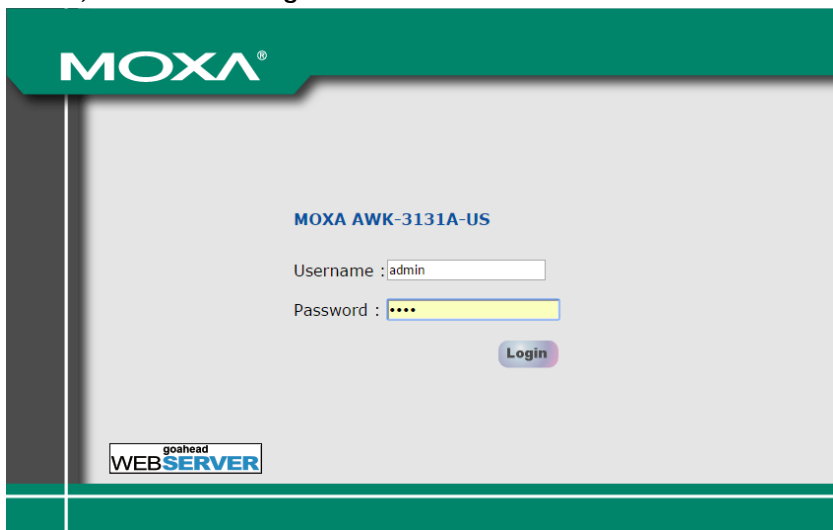 MOXA®
MOXA AWK-3131A-US
Username : admin
Password : ••••
Login
goahead
WEBSERVER